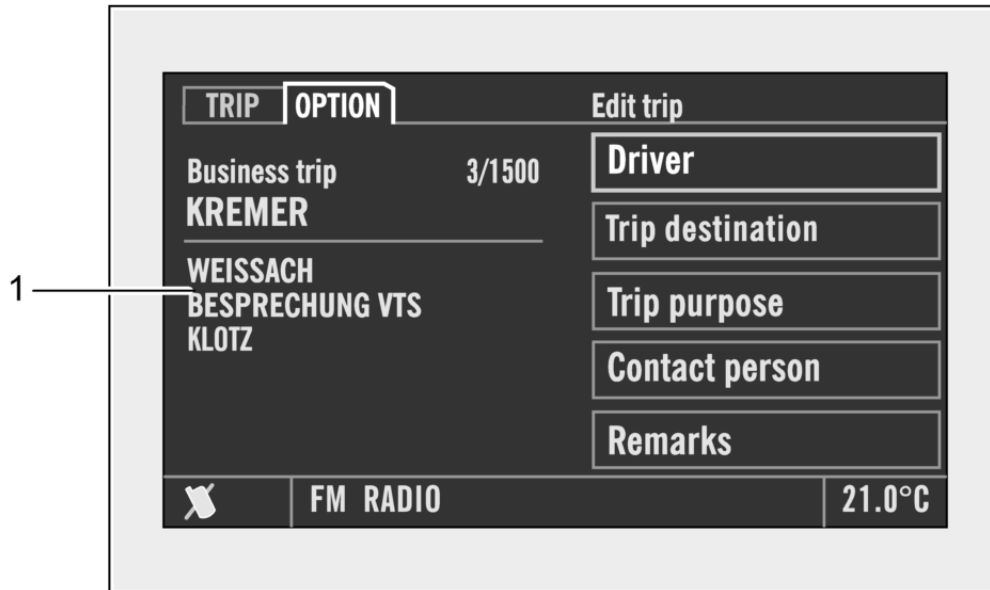 TRIP OPTION Edit trip
Business trip 3/1500
KREMER
WEISSACH
BESPRECHUNG VTS
KLOTZ
Driver
Trip destination
Trip purpose
Contact person
Remarks
FM RADIO 21.0°C
1